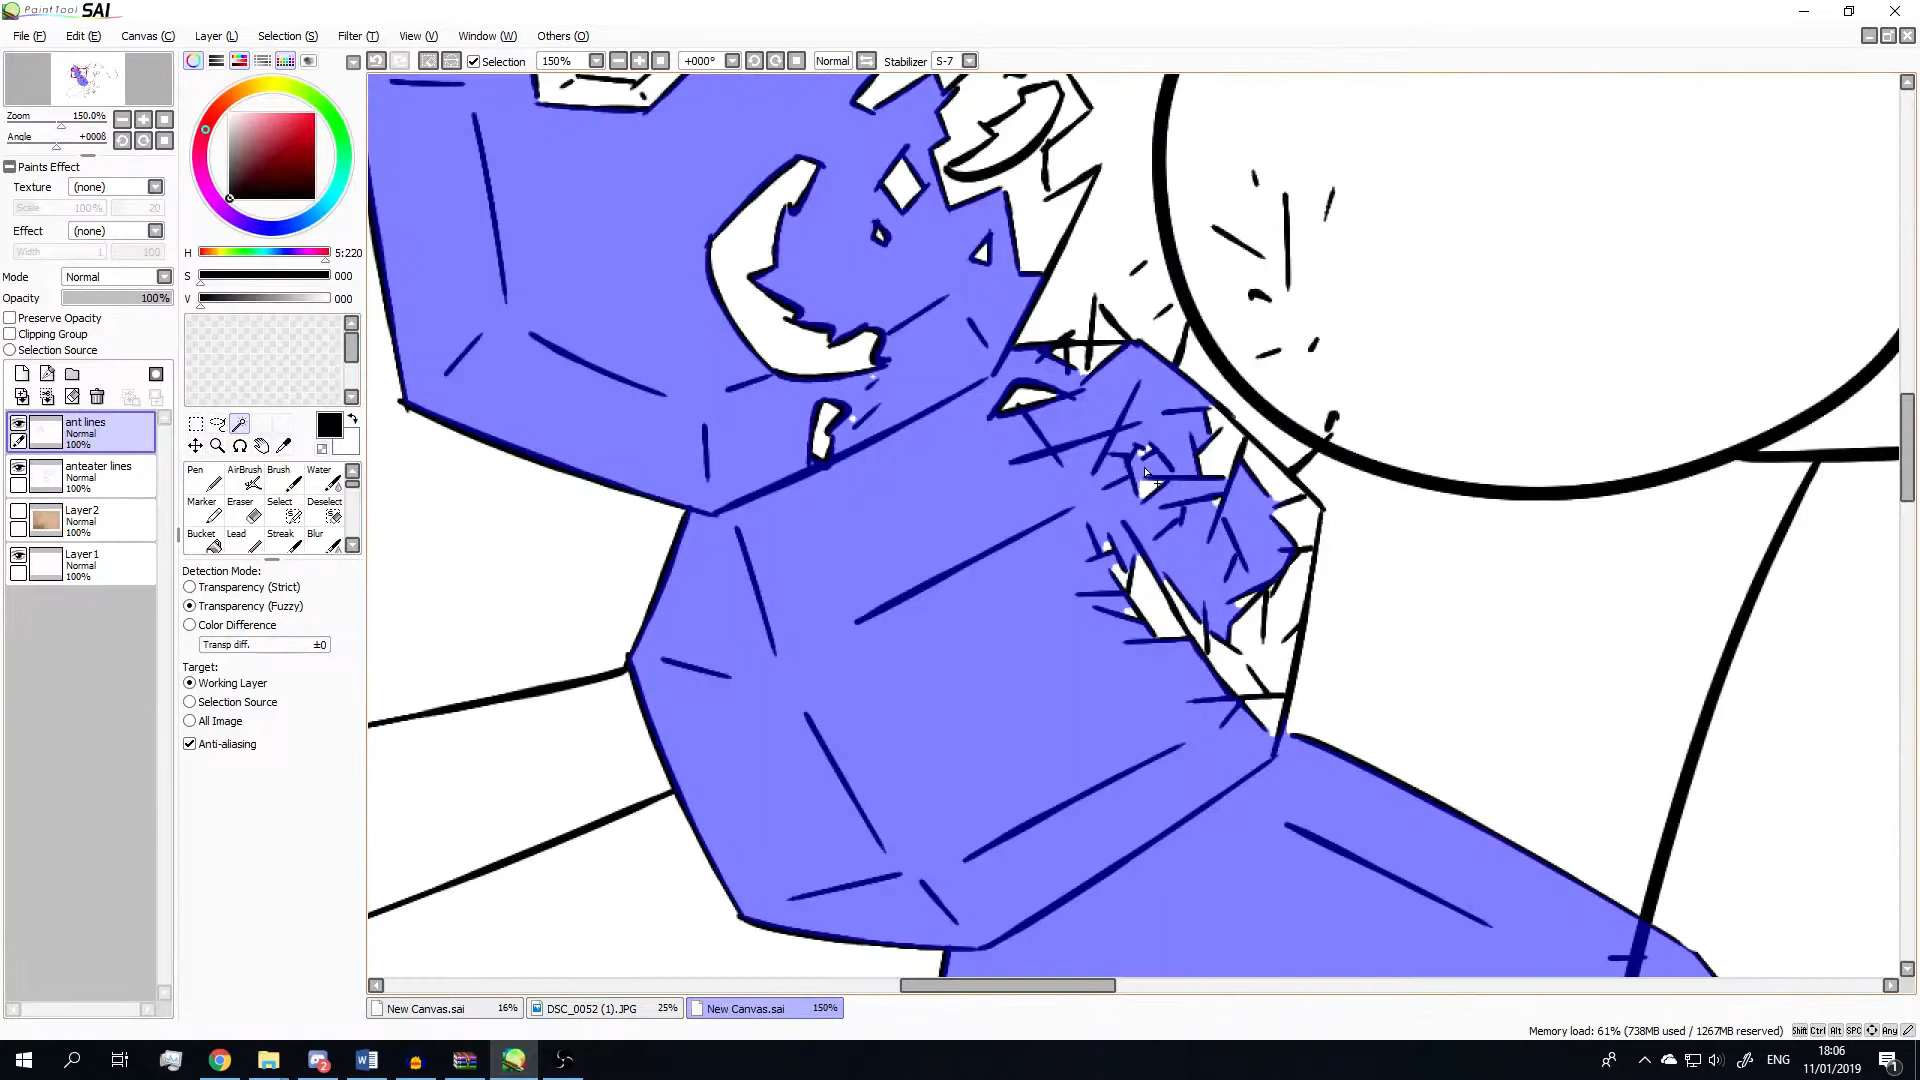 PaintTool SAI
File (F) Edit (E) Canvas (C) Layer (L) Selection (S) Filter (T) View (V) Window (W) Others (O)
Selection 150% +000° Normal Stabilizer S-7
Zoom 150.0%
Angle
Paints Effect
Texture (none)
Scale 100% 20
Effect (none)
Width 1 100
Mode Normal
Opacity 100%
Preserve Opacity
Clipping Group
Selection Source
ant lines
Normal
100%
anteater lines
Normal
100%
Layer2
Normal
100%
Layer1
Normal
100%
H 5:220
S 000
V 000
Pen AirBrush Brush Water
Marker Eraser Select Deselect
Bucket Lead Streak Blur
Detection Mode:
Transparency (Strict)
Transparency (Fuzzy)
Color Difference
Transp diff. ±0
Target:
Working Layer
Selection Source
All Image
Anti-aliasing
New Canvas.sai 16% DSC_0052 (1).JPG 25% New Canvas.sai 150%
Memory load: 61% (738MB used / 1267MB reserved) Shift Ctrl Alt SPC Any
2 ENG 18:06
11/01/2019 1